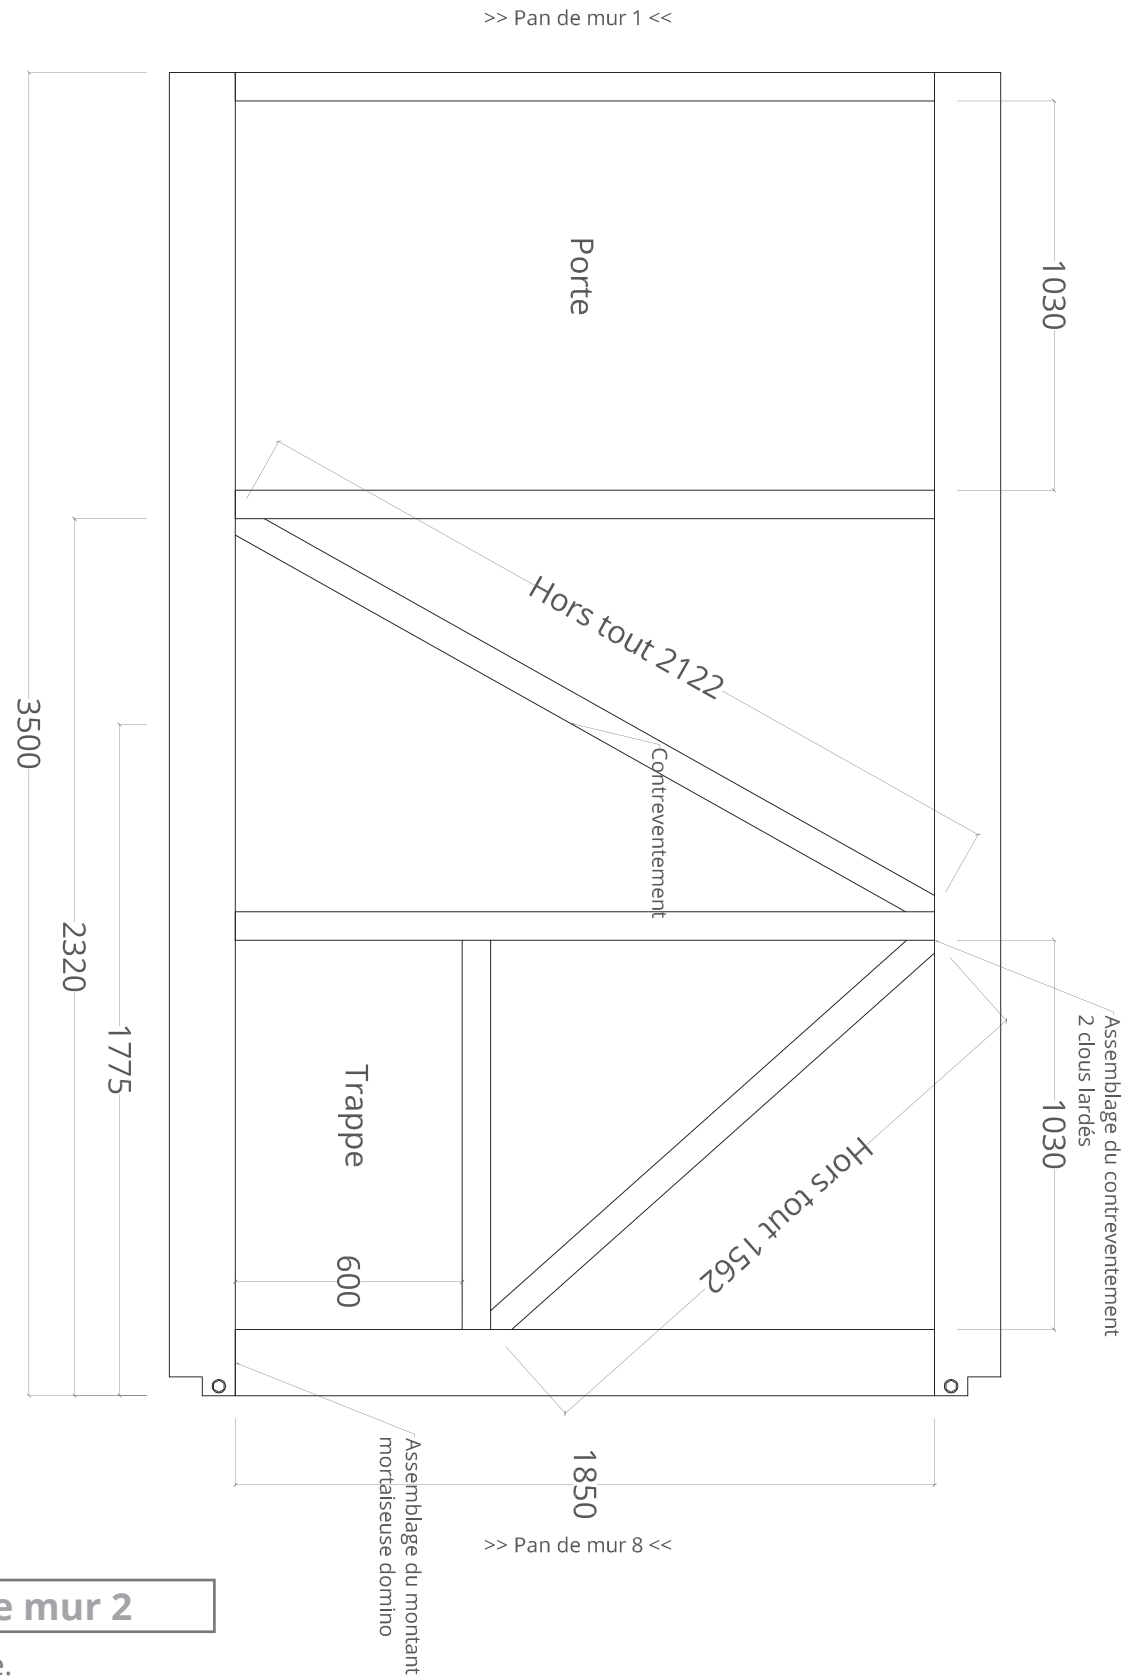 >> Pan de mur 1 <<
1030
Porte
Hors tout 2122
Contreventement
3500
2320
1775
Assemblage du contreventement
2 clous lardés
1030
Trappe
600
Hors tout 1562
1850
Assemblage du montant
mortaiseuse domino
>> Pan de mur 8 <<
e mur 2